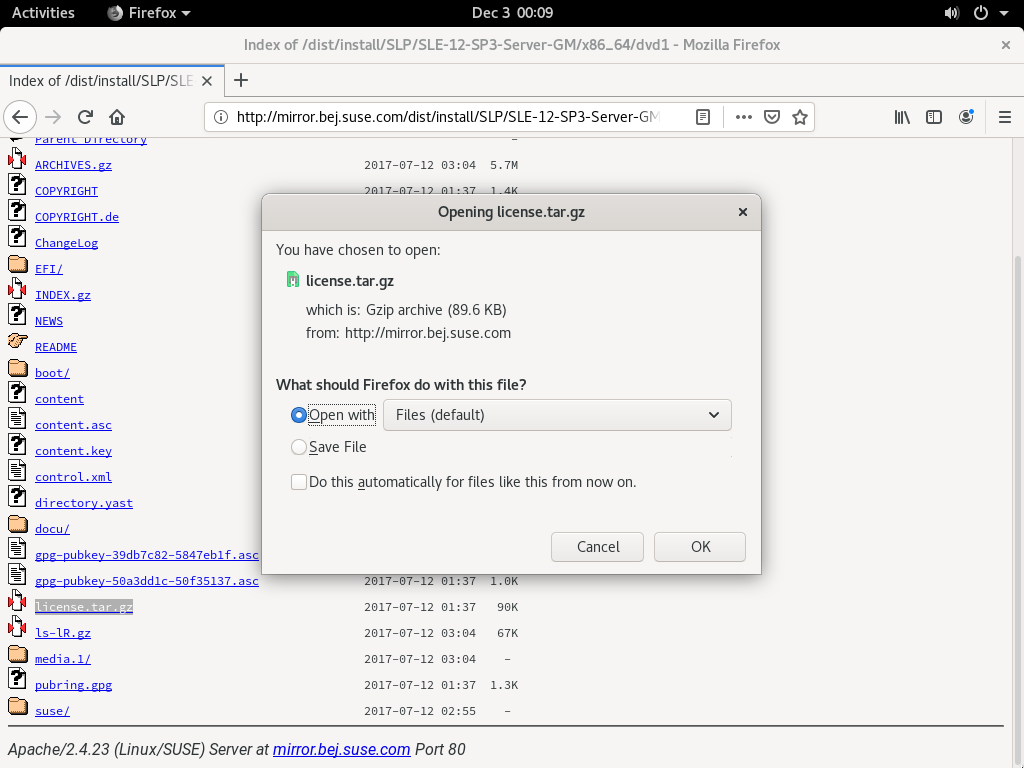 Activities Firefox Dec 3 00:09
Index of /dist/install/SLP/SLE-12-SP3-Server-GM/x86_64/dvd1 - Mozilla Firefox
Index of /dist/install/SLP/SLE
http://mirror.bej.suse.com/dist/install/SLP/SLE-12-SP3-Server-GM
Parent Directory -
ARCHIVES.gz 2017-07-12 03:04 5.7M
COPYRIGHT 2017-07-12 01:37 1.4K
COPYRIGHT.de
ChangeLog
EFI/
INDEX.gz
NEWS
README
boot/
content
content.asc
content.key
control.xml
directory.yast
docu/
gpg-pubkey-39db7c82-5847eb1f.asc
gpg-pubkey-50a3dd1c-50f35137.asc 2017-07-12 01:37 1.0K
license.tar.gz 2017-07-12 01:37 90K
ls-lR.gz 2017-07-12 03:04 67K
media.1/ 2017-07-12 03:04 -
pubring.gpg 2017-07-12 01:37 1.3K
suse/ 2017-07-12 02:55 -
Apache/2.4.23 (Linux/SUSE) Server at mirror.bej.suse.com Port 80
Opening license.tar.gz
You have chosen to open:
license.tar.gz
which is: Gzip archive (89.6 KB)
from: http://mirror.bej.suse.com
What should Firefox do with this file?
Open with Files (default)
Save File
Do this automatically for files like this from now on.
Cancel OK